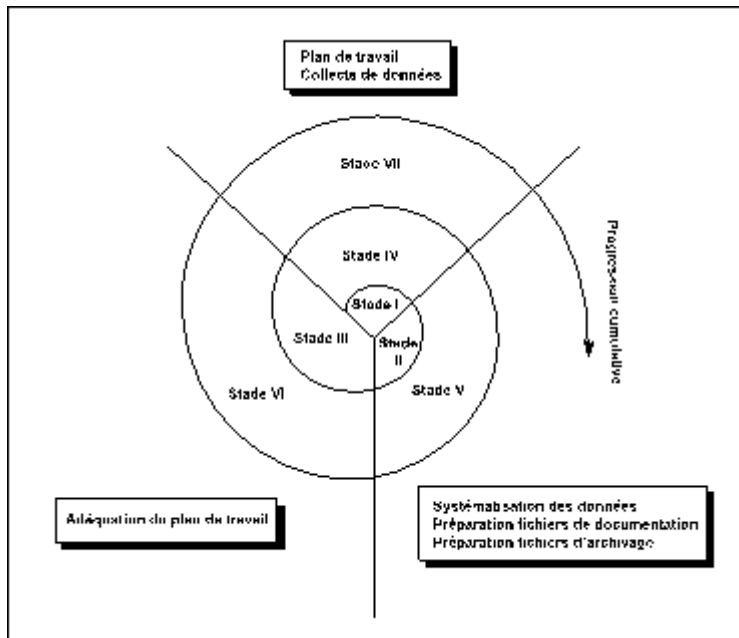 Plan de travail
Collecte de données
Stade VII
Stade IV
Stade I
Stade III
Stade
II
Stade VI
Stade V
Progression cumulative
Adéquation du plan de travail
Systématisation des données
Préparation fichiers de documentation
Préparation fichiers d'archivage